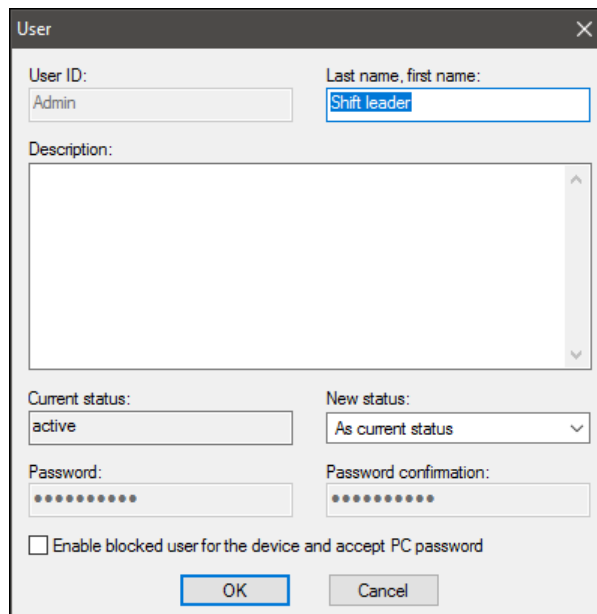 User
User ID:
Last name, first name:
Admin
Shift leader
Description:
Current status:
New status:
active
As current status
Password:
Password confirmation:
••••••••••
••••••••••
Enable blocked user for the device and accept PC password
OK
Cancel